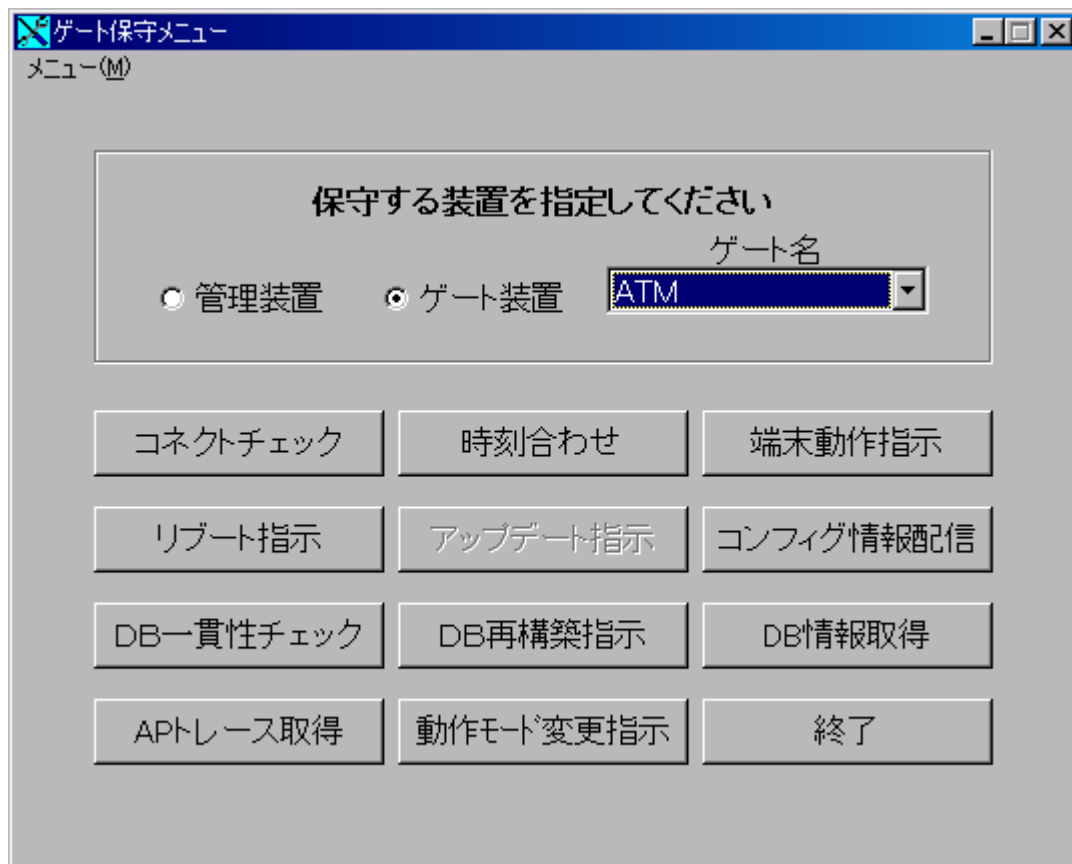 ゲート保守メニュー
メニュー(M)
保守する装置を指定してください
ゲート名
管理装置 ゲート装置 ATM
コネクトチェック 時刻合わせ 端末動作指示
リブート指示 アップデート指示 コンフィグ情報配信
DB一貫性チェック DB再構築指示 DB情報取得
APトレース取得 動作モード変更指示 終了